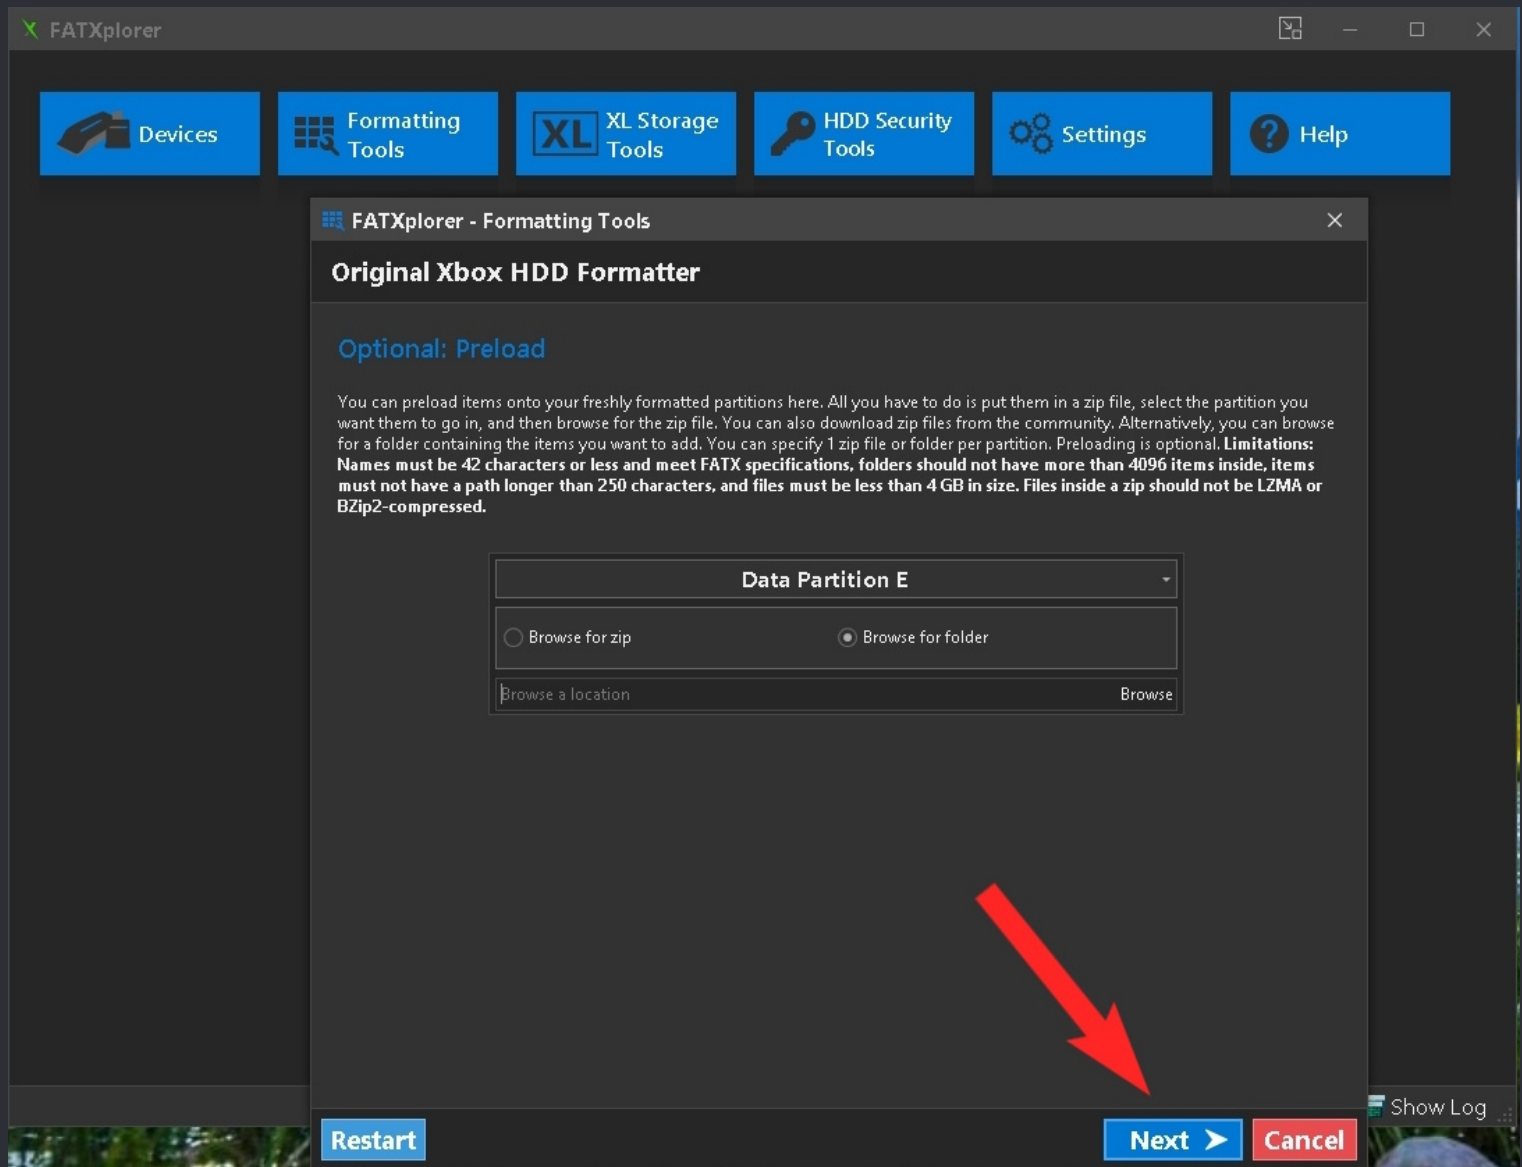 FATXplorer
Devices
Formatting
Tools
XL
XL Storage
Tools
HDD Security
Tools
Settings
?
Help
FATXplorer - Formatting Tools
Original Xbox HDD Formatter
Optional: Preload
You can preload items onto your freshly formatted partitions here. All you have to do is put them in a zip file, select the partition you
want them to go in, and then browse for the zip file. You can also download zip files from the community. Alternatively, you can browse
for a folder containing the items you want to add. You can specify 1 zip file or folder per partition. Preloading is optional. Limitations:
Names must be 42 characters or less and meet FATX specifications, folders should not have more than 4096 items inside, items
must not have a path longer than 250 characters, and files must be less than 4 GB in size. Files inside a zip should not be LZMA or
BZip2-compressed.
Data Partition E
Browse for zip
Browse for folder
Browse a location
Browse
Show Log
Restart
Next
Cancel